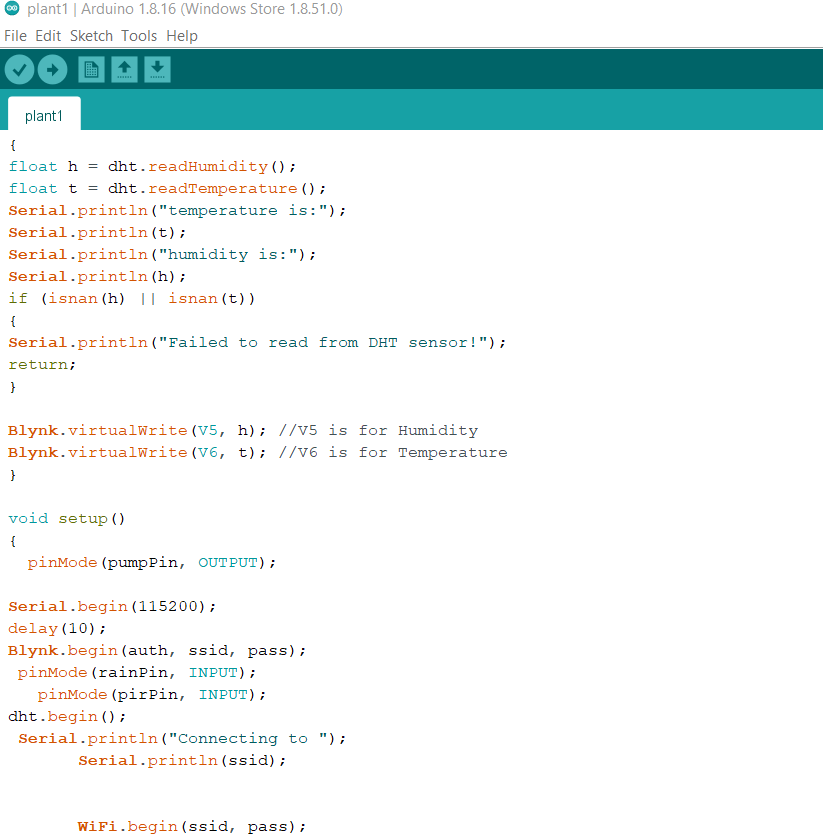 plant1 | Arduino 1.8.16 (Windows Store 1.8.51.0)
File Edit Sketch Tools Help
plant1
{
float h = dht.readHumidity();
float t = dht.readTemperature();
Serial.println("temperature is:");
Serial.println(t);
Serial.println("humidity is:");
Serial.println(h);
if (isnan(h) || isnan(t))
{
Serial.println("Failed to read from DHT sensor!");
return;
}
Blynk.virtualWrite(V5, h); //V5 is for Humidity
Blynk.virtualWrite(V6, t); //V6 is for Temperature
}
void setup()
{
pinMode(pumpPin, OUTPUT);
Serial.begin(115200);
delay(10);
Blynk.begin(auth, ssid, pass);
pinMode(rainPin, INPUT);
pinMode(pirPin, INPUT);
dht.begin();
Serial.println("Connecting to ");
Serial.println(ssid);
WiFi.begin(ssid, pass);